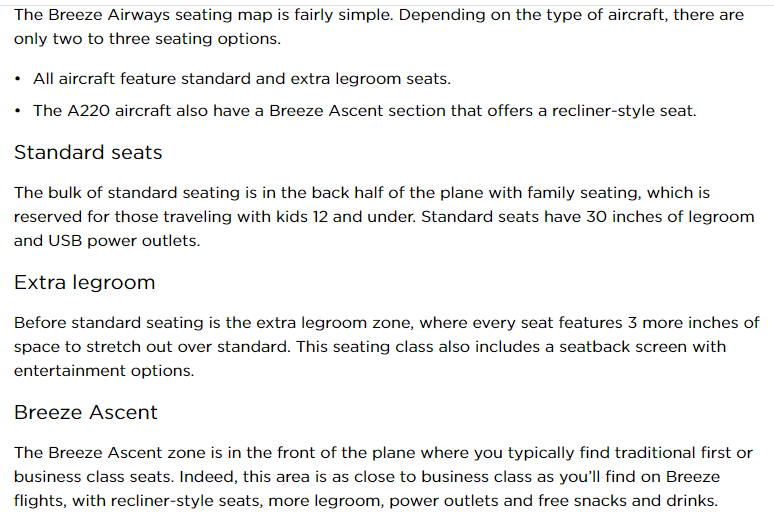 The Breeze Airways seating map is fairly simple. Depending on the type of aircraft, there are
only two to three seating options.
• All aircraft feature standard and extra legroom seats.
• The A220 aircraft also have a Breeze Ascent section that offers a recliner-style seat.
Standard seats
The bulk of standard seating is in the back half of the plane with family seating, which is
reserved for those traveling with kids 12 and under. Standard seats have 30 inches of legroom
and USB power outlets.
Extra legroom
Before standard seating is the extra legroom zone, where every seat features 3 more inches of
space to stretch out over standard. This seating class also includes a seatback screen with
entertainment options.
Breeze Ascent
The Breeze Ascent zone is in the front of the plane where you typically find traditional first or
business class seats. Indeed, this area is as close to business class as you’ll find on Breeze
flights, with recliner-style seats, more legroom, power outlets and free snacks and drinks.